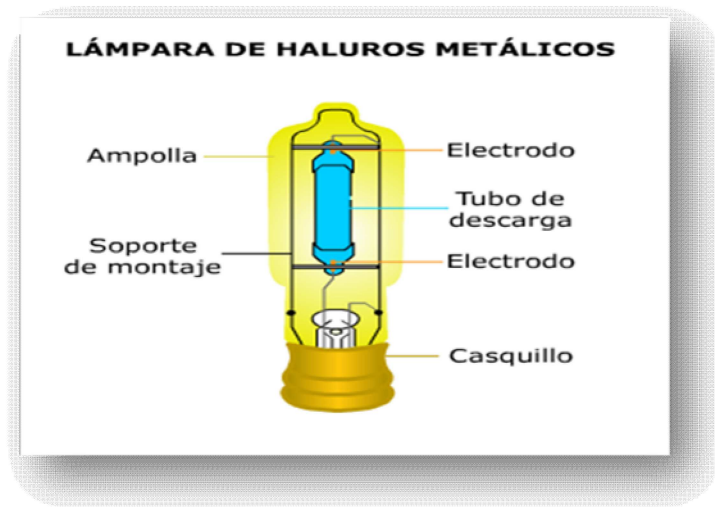 LÁMPARA DE HALUROS METÁLICOS
Ampolla
Electrodo
Tubo de
descarga
Soporte
de montaje
Electrodo
Casquillo